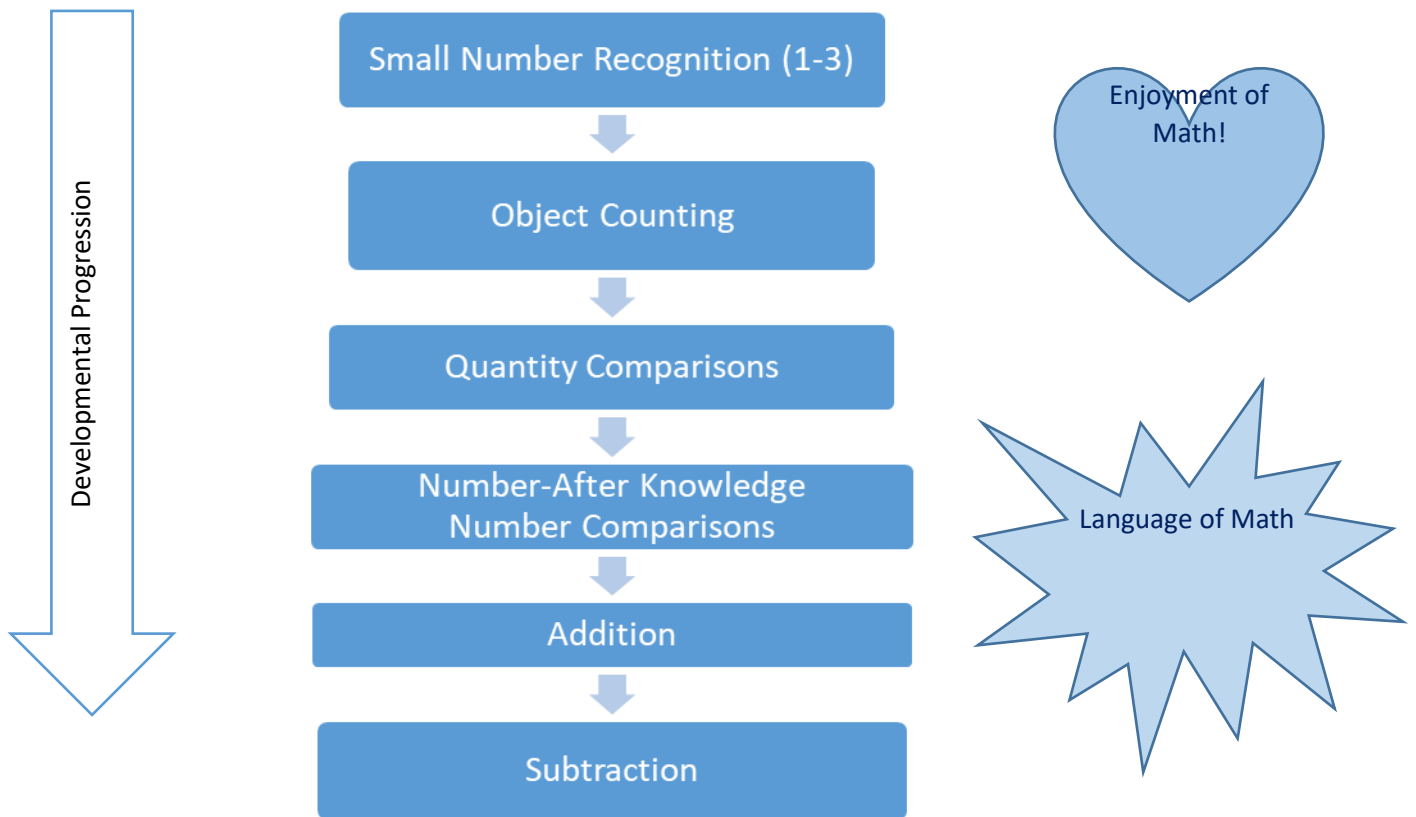 Developmental Progression
Small Number Recognition (1-3)
Object Counting
Quantity Comparisons
Number-After Knowledge
Number Comparisons
Addition
Subtraction
Enjoyment of
Math!
Language of Math